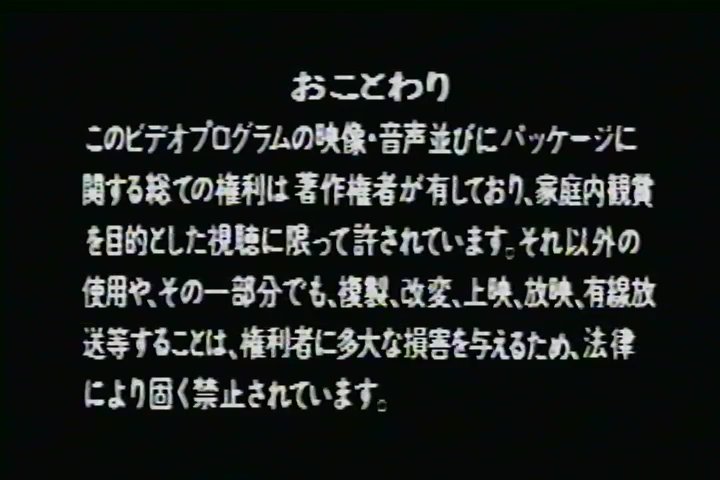 おことわり
このビデオプログラムの映像・音声並びにパッケージに
関する総ての権利は著作権者が有しており、家庭内観賞
を目的とした視聴に限って許されています。それ以外の
使用や、その一部分でも、複製、改変、上映、放映、有線放
送等することは、権利者に多大な損害を与えるため、法律
により固く禁止されています。